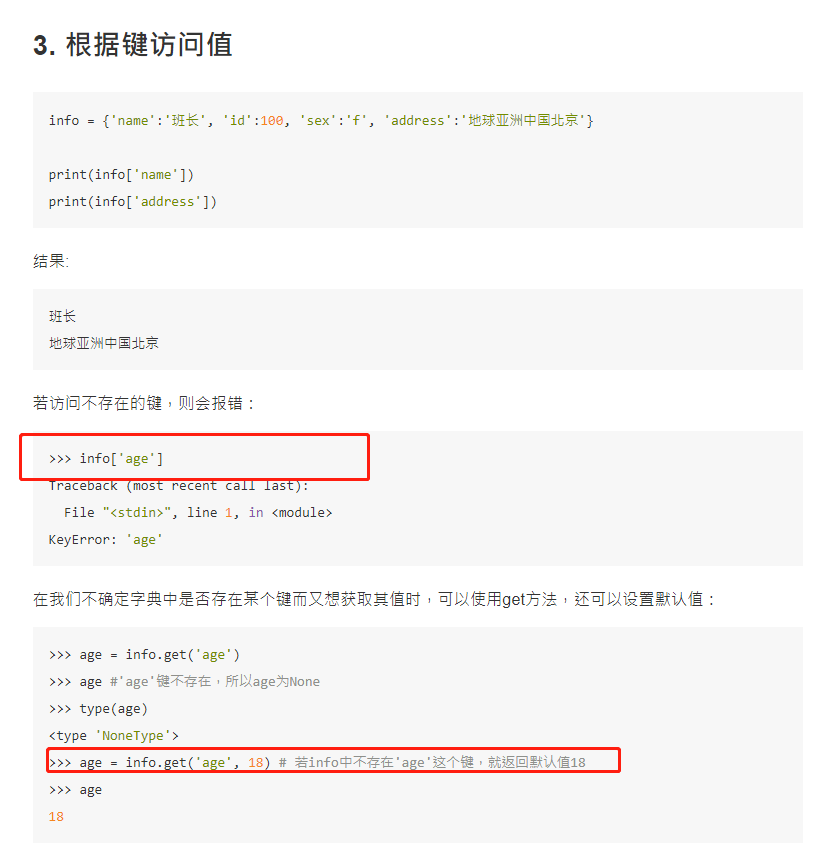 3. 根据键访问值
info = {'name':'班长', 'id':100, 'sex':'f', 'address':'地球亚洲中国北京'}
print(info['name'])
print(info['address'])
结果:
班长
地球亚洲中国北京
若访问不存在的键，则会报错：
>>> info['age']
Traceback (most recent call last):
  File "<stdin>", line 1, in <module>
KeyError: 'age'
在我们不确定字典中是否存在某个键而又想获取其值时，可以使用get方法，还可以设置默认值：
>>> age = info.get('age')
>>> age #'age'键不存在，所以age为None
>>> type(age)
<type 'NoneType'>
>>> age = info.get('age', 18) # 若info中不存在'age'这个键，就返回默认值18
>>> age
18